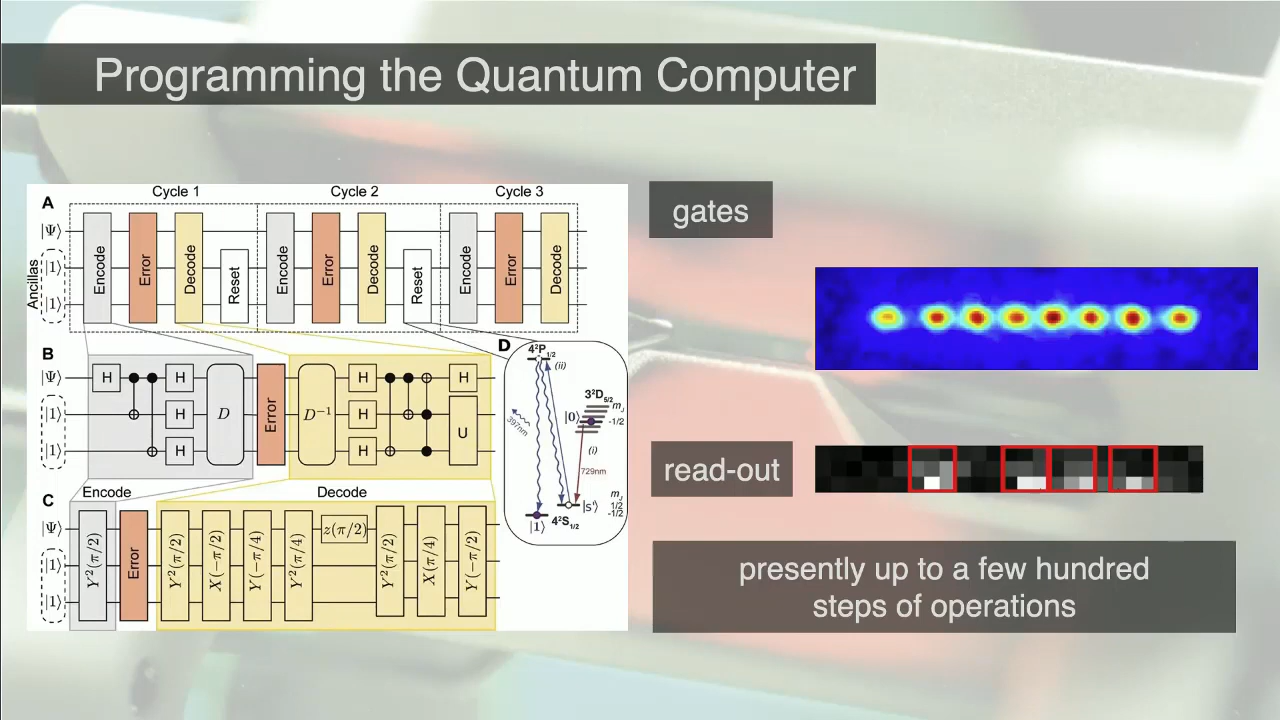 Programming the Quantum Computer
Cycle 1 Cycle 2 Cycle 3
A
|Ψ⟩
|1⟩
|1⟩
Ancillas
Encode Error Decode Reset Encode Error Decode Reset Encode Error Decode
B
|Ψ⟩ H H D Error D⁻¹ H H
|1⟩ H H U
|1⟩ H H
Encode Decode
C
|Ψ⟩
|1⟩
|1⟩
Y²(π/2) Error Y²(π/2) X(−π/2) Y(−π/4) Y²(π/4) z(π/2) Y²(π/2) X(π/4) Y(−π/2)
D
4²P1/2
(ii)
3²D5/2
mJ
|0⟩ -1/2
397nm
(i)
729nm
|s'⟩
mJ
1/2
-1/2
|1⟩ 4²S1/2
gates
read-out
presently up to a few hundred
steps of operations